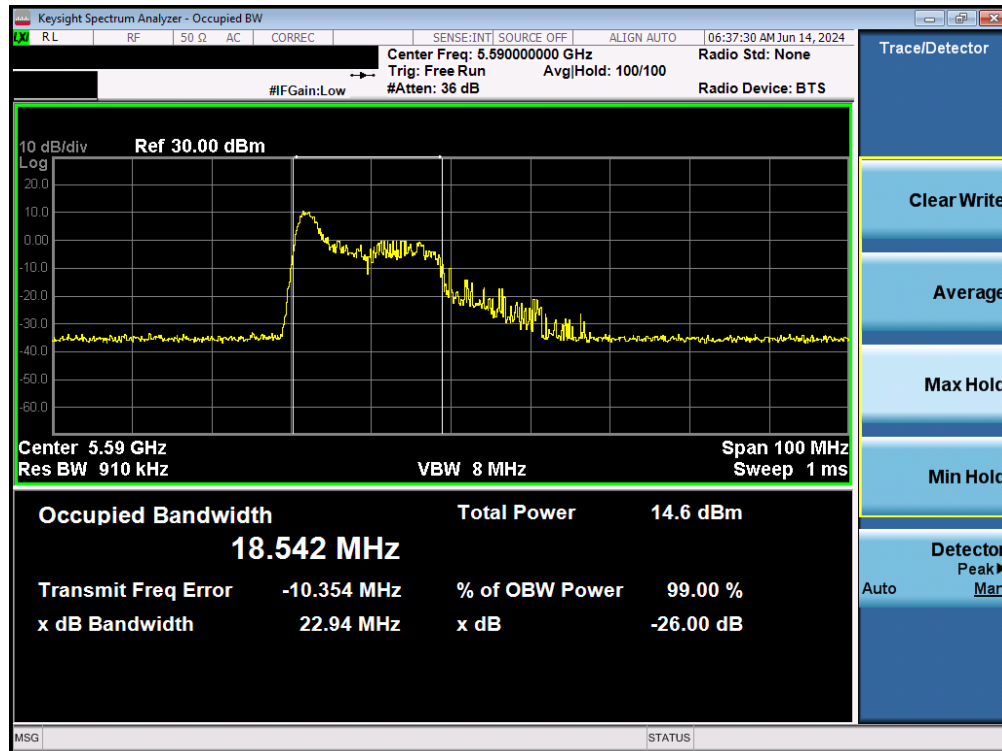 Keysight Spectrum Analyzer - Occupied BW
LXI RL RF 50 Ω AC CORREC SENSE:INT SOURCE OFF ALIGN AUTO 06:37:30 AM Jun 14, 2024
Center Freq: 5.590000000 GHz Radio Std: None
Trig: Free Run Avg|Hold: 100/100
#IFGain:Low #Atten: 36 dB Radio Device: BTS
Trace/Detector
10 dB/div Ref 30.00 dBm
Log
20.0
10.0
0.00
-10.0
-20.0
-30.0
-40.0
-50.0
-60.0
Center 5.59 GHz Span 100 MHz
Res BW 910 kHz VBW 8 MHz Sweep 1 ms
Occupied Bandwidth Total Power 14.6 dBm
18.542 MHz
Transmit Freq Error -10.354 MHz % of OBW Power 99.00 %
x dB Bandwidth 22.94 MHz x dB -26.00 dB
Clear Write
Average
Max Hold
Min Hold
Detector
Peak▶
Auto Man
MSG STATUS